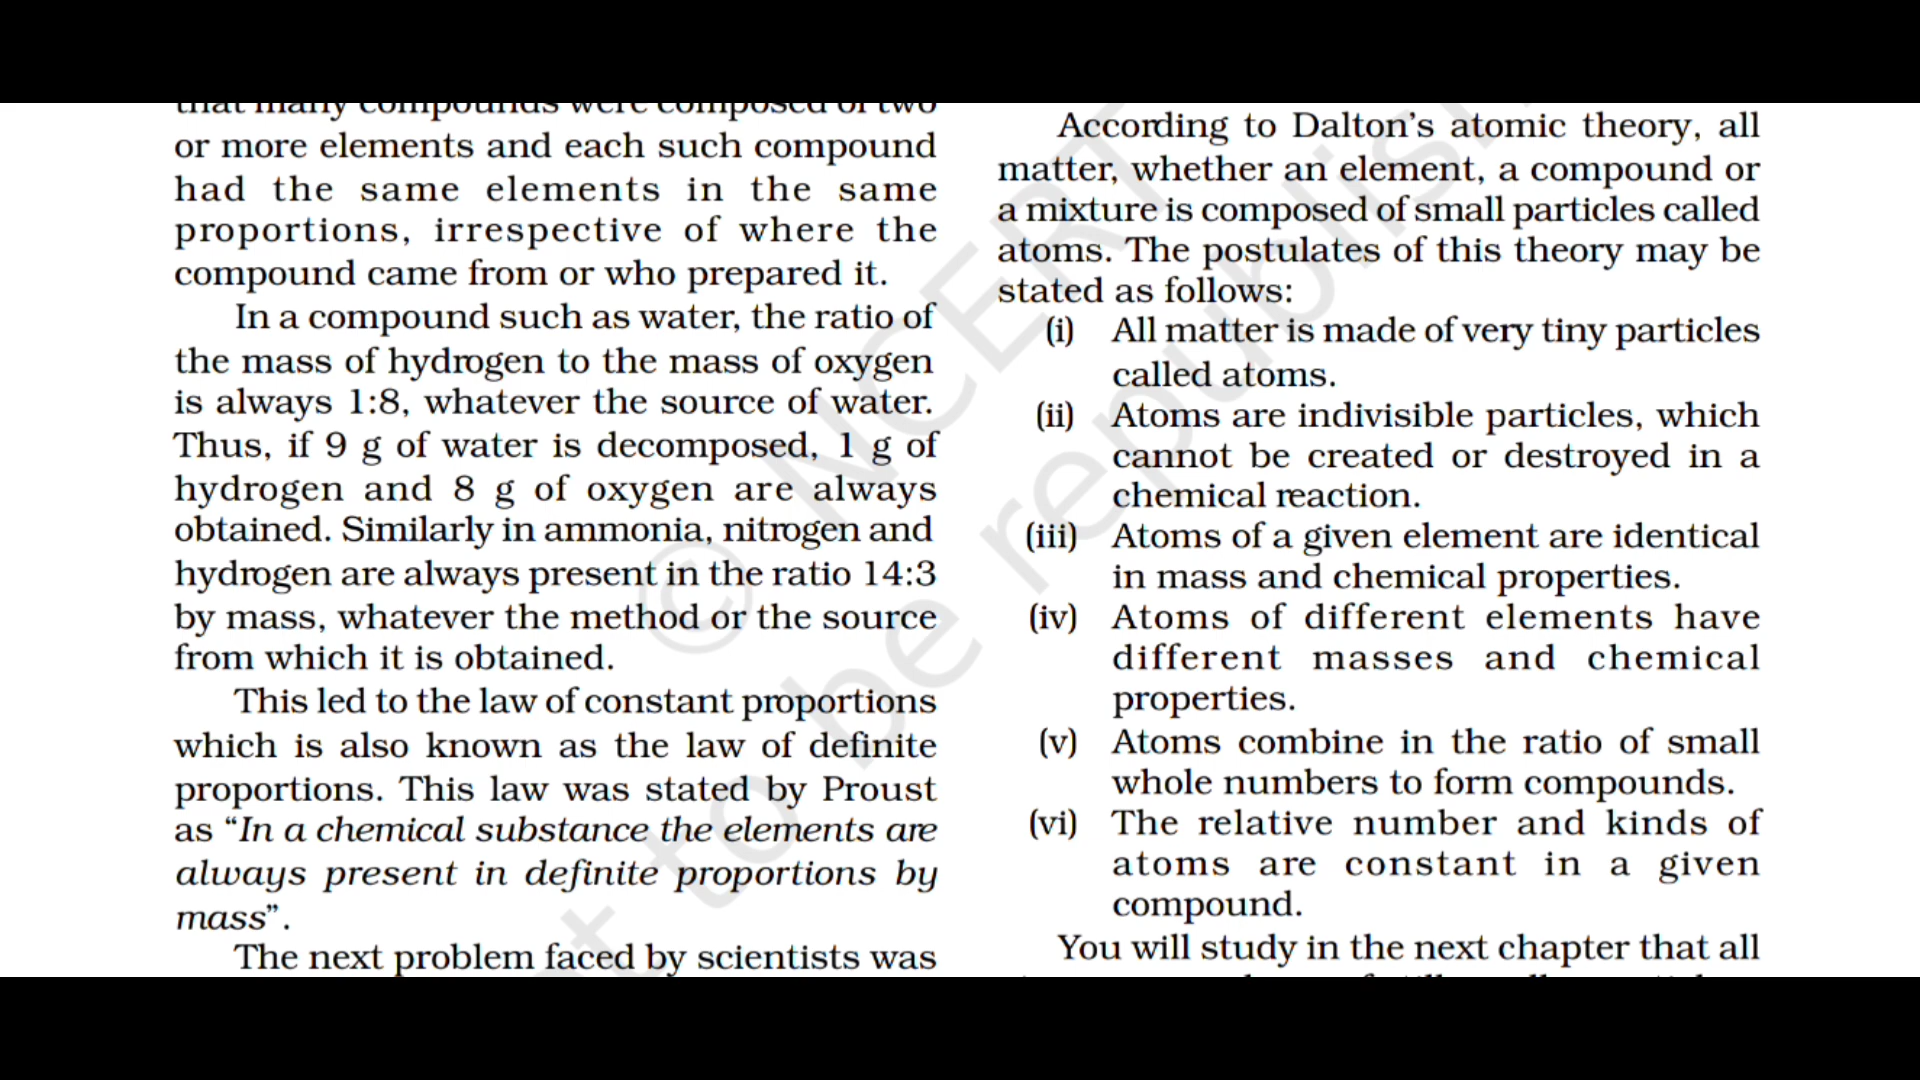 that many compounds were composed of two
or more elements and each such compound
had the same elements in the same
proportions, irrespective of where the
compound came from or who prepared it.
In a compound such as water, the ratio of
the mass of hydrogen to the mass of oxygen
is always 1:8, whatever the source of water.
Thus, if 9 g of water is decomposed, 1 g of
hydrogen and 8 g of oxygen are always
obtained. Similarly in ammonia, nitrogen and
hydrogen are always present in the ratio 14:3
by mass, whatever the method or the source
from which it is obtained.
This led to the law of constant proportions
which is also known as the law of definite
proportions. This law was stated by Proust
as “In a chemical substance the elements are
always present in definite proportions by
mass”.
The next problem faced by scientists was
According to Dalton’s atomic theory, all
matter, whether an element, a compound or
a mixture is composed of small particles called
atoms. The postulates of this theory may be
stated as follows:
(i) All matter is made of very tiny particles
called atoms.
(ii) Atoms are indivisible particles, which
cannot be created or destroyed in a
chemical reaction.
(iii) Atoms of a given element are identical
in mass and chemical properties.
(iv) Atoms of different elements have
different masses and chemical
properties.
(v) Atoms combine in the ratio of small
whole numbers to form compounds.
(vi) The relative number and kinds of
atoms are constant in a given
compound.
You will study in the next chapter that all
© NCERT
to be republis